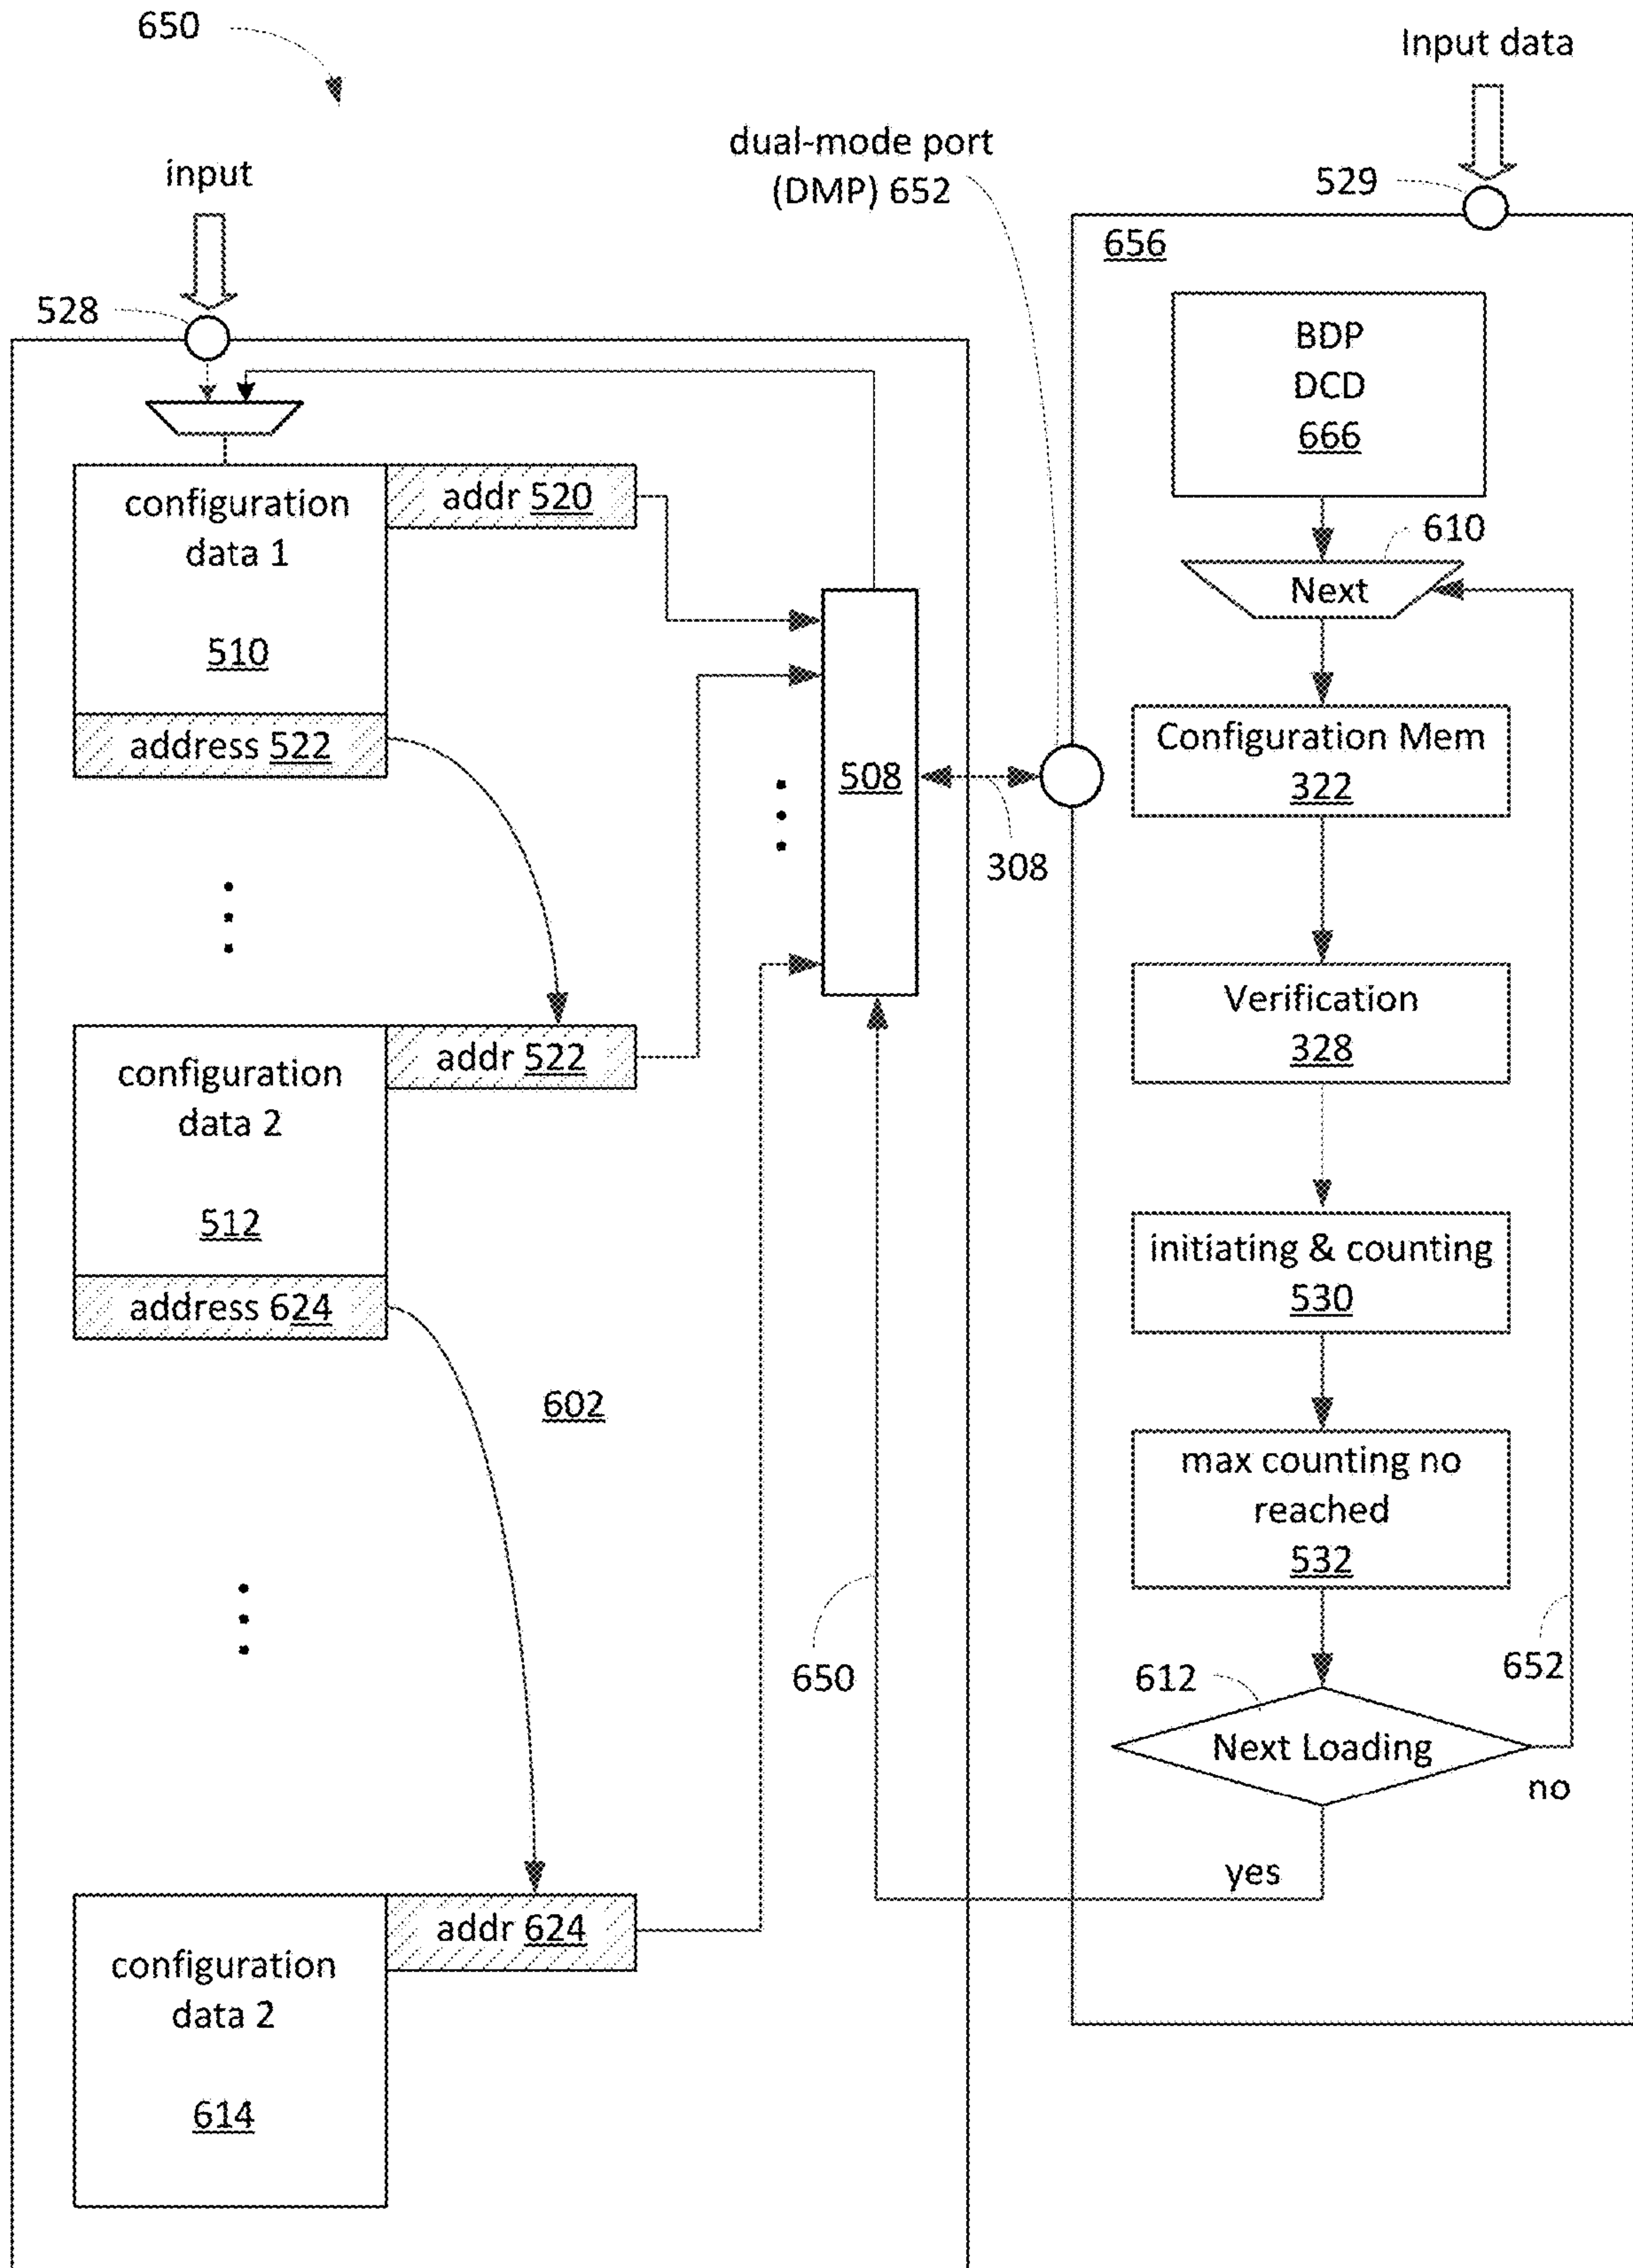 650
Input data
dual-mode port
(DMP) 652
input
529
528
656
BDP
DCD
666
configuration
data 1
510
addr 520
address 522
610
Next
Configuration Mem
322
508
308
Verification
328
configuration
data 2
512
addr 522
address 624
initiating & counting
530
602
max counting no
reached
532
650
612
652
Next Loading
no
yes
configuration
data 2
614
addr 624